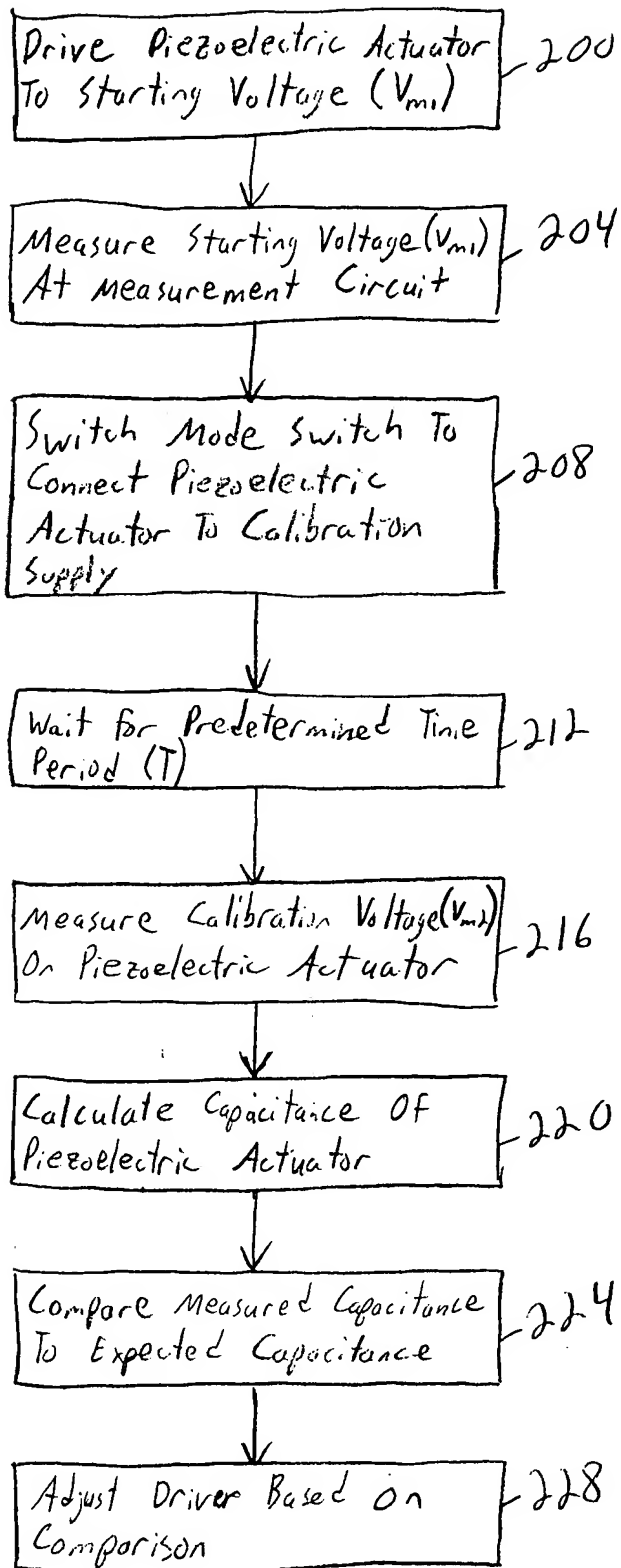 Drive Piezoelectric Actuator
To Starting Voltage (Vm1)
200
Measure Starting Voltage (Vm1)
At Measurement Circuit
204
Switch Mode Switch To
Connect Piezoelectric
Actuator To Calibration
Supply
208
Wait for Predetermined Time
Period (T)
212
Measure Calibration Voltage (Vm2)
On Piezoelectric Actuator
216
Calculate Capacitance Of
Piezoelectric Actuator
220
Compare Measured Capacitance
To Expected Capacitance
224
Adjust Driver Based On
Comparison
228